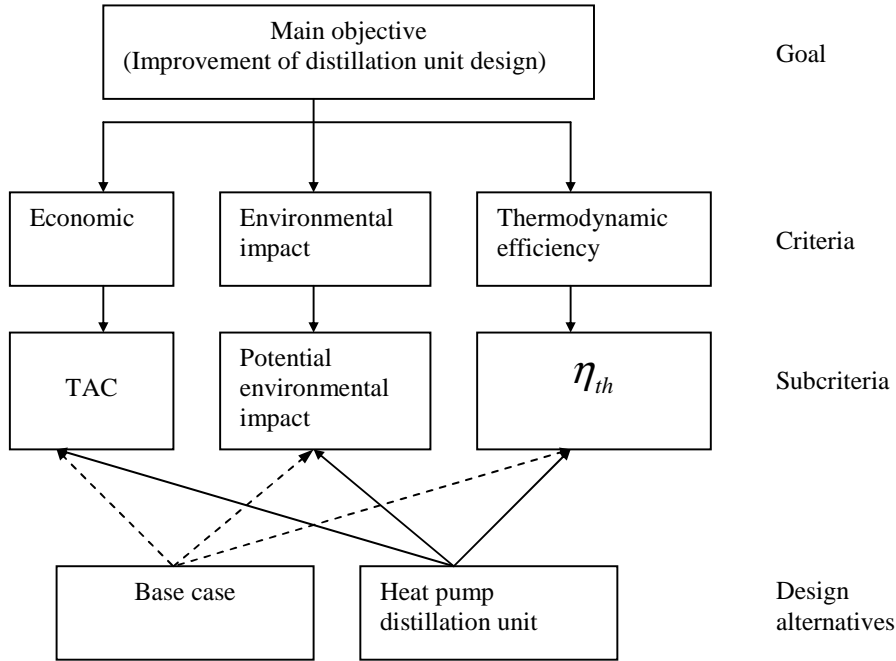 Main objective
(Improvement of distillation unit design)
Goal
Economic
Environmental
impact
Thermodynamic
efficiency
Criteria
TAC
Potential
environmental
impact
η_th
Subcriteria
Base case
Heat pump
distillation unit
Design
alternatives